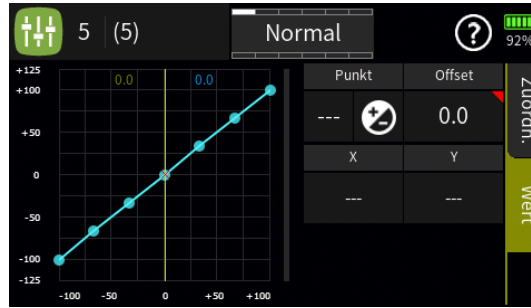 5 (5) Normal ? 92%
+125
+100
+50
0
-50
-100
-125
0.0 0.0
-100 -50 0 +50 +100
Punkt Offset
--- 0.0
X Y
--- ---
Zuordn.
Wert